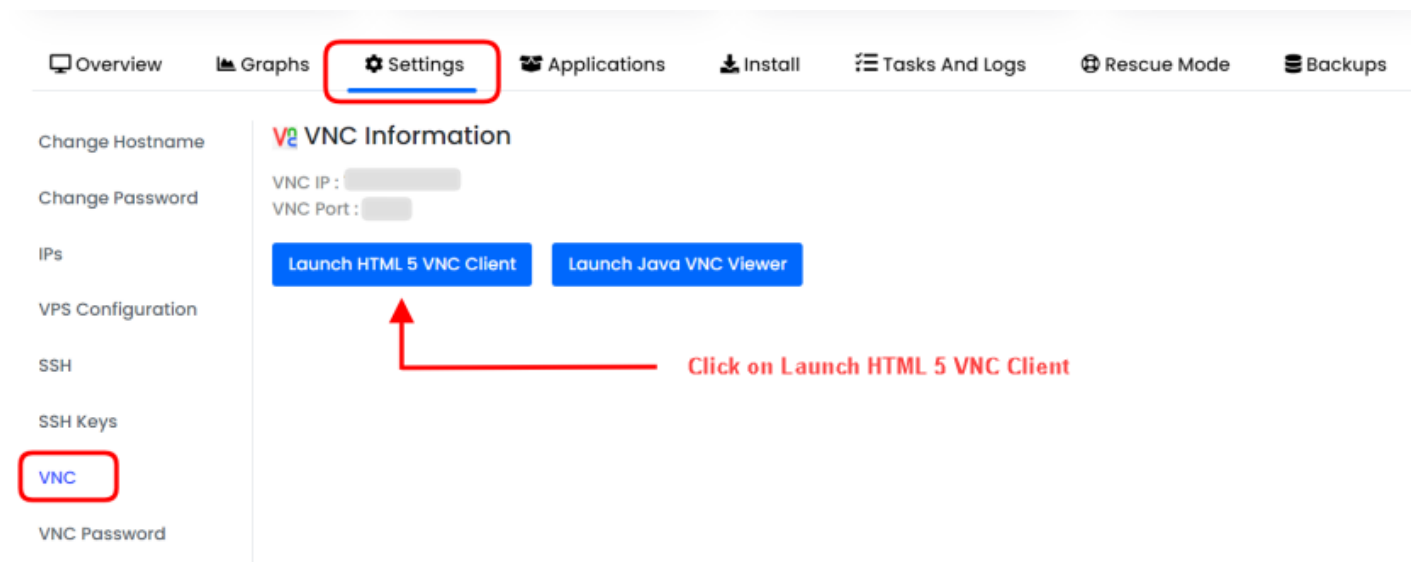 Overview Graphs Settings Applications Install Tasks And Logs Rescue Mode Backups
Change Hostname
Change Password
IPs
VPS Configuration
SSH
SSH Keys
VNC
VNC Password
VNC Information
VNC IP :
VNC Port :
Launch HTML 5 VNC Client Launch Java VNC Viewer
Click on Launch HTML 5 VNC Client